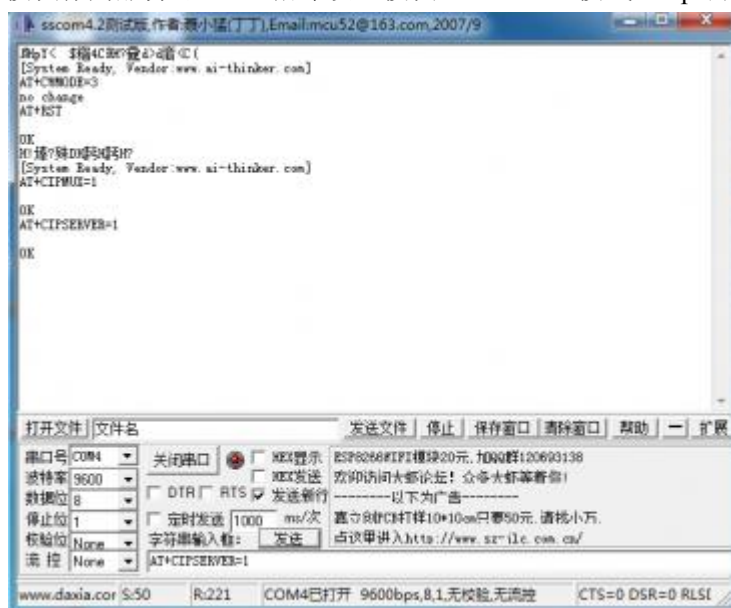 sscom4.2测试版,作者:聂小猛(丁丁),Email:mcu52@163.com,2007/9
[System Ready, Vendor:www.ai-thinker.com]
AT+CWMODE=3
no change
AT+RST
OK
[System Ready, Vendor:www.ai-thinker.com]
AT+CIPMUX=1
OK
AT+CIPSERVER=1
OK
打开文件 文件名 发送文件 停止 保存窗口 清除窗口 帮助 — 扩展
串口号 COM4 关闭串口 HEX显示 ESP8266WIFI模块20元,加QQ群120693138
波特率 9600 HEX发送 欢迎访问大虾论坛!众多大虾等着你!
数据位 8 DTR RTS 发送新行 --------以下为广告--------
停止位 1 定时发送 1000 ms/次 嘉立创PCB打样10*10cm只要50元.请找小万.
校验位 None 字符串输入框: 发送 点这里进入http://www.sz-jlc.com
流 控 None AT+CIPSERVER=1
www.daxia.cor S:50 R:221 COM4已打开 9600bps,8,1,无校验,无流控 CTS=0 DSR=0 RLSI